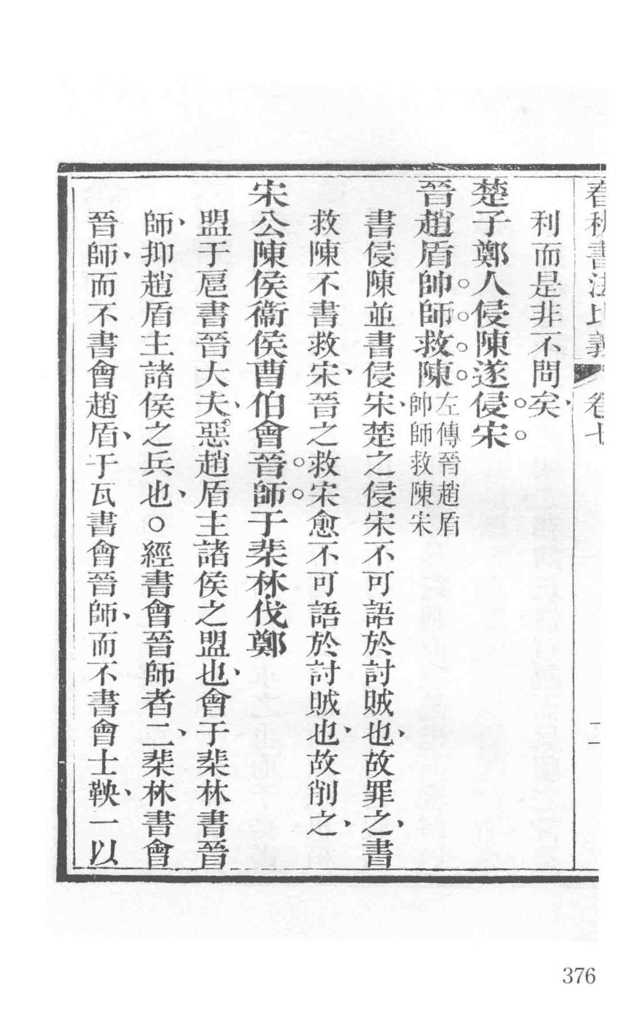 春秋書法比義 卷七 二
利而是非不問矣、
楚子鄭人侵陳遂侵宋
晉趙盾帥師救陳左傳晉趙盾
帥師救陳宋
書侵陳並書侵宋、楚之侵宋不可語於討賊也、故罪之、書
救陳不書救宋、晉之救宋愈不可語於討賊也、故削之、
宋公陳侯衞侯曹伯會晉師于棐林伐鄭
盟于扈書晉大夫、惡趙盾主諸侯之盟也、會于棐林書晉
師、抑趙盾主諸侯之兵也、○經書會晉師者二、棐林書會
晉師、而不書會趙盾、于瓦書會晉師、而不書會士鞅、一以
376